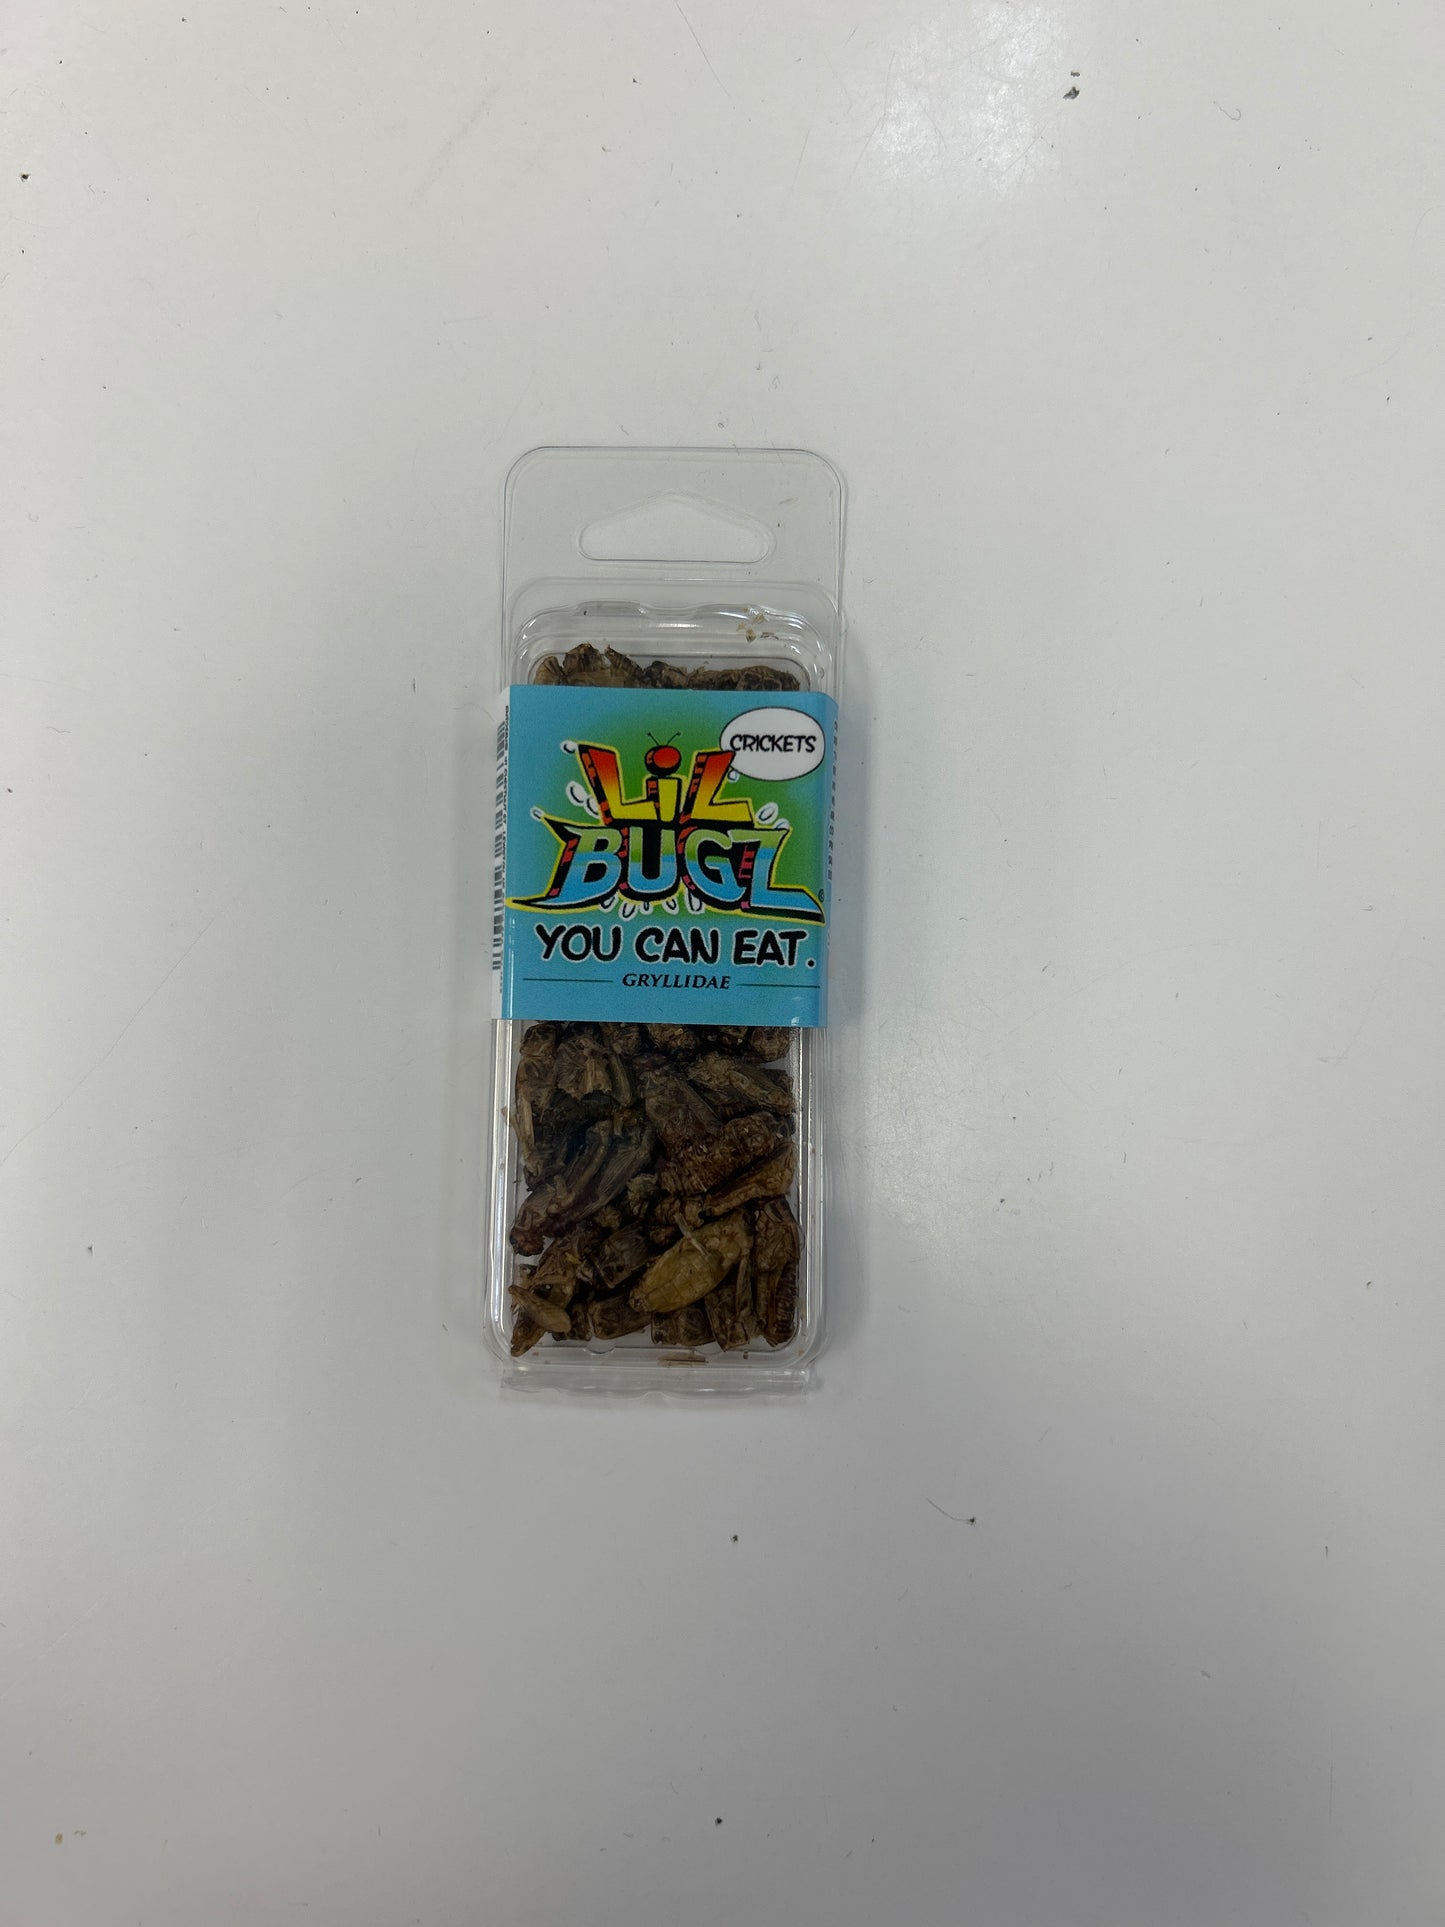 CRICKETS
LiL
BUGZ
YOU CAN EAT.
GRYLLIDAE